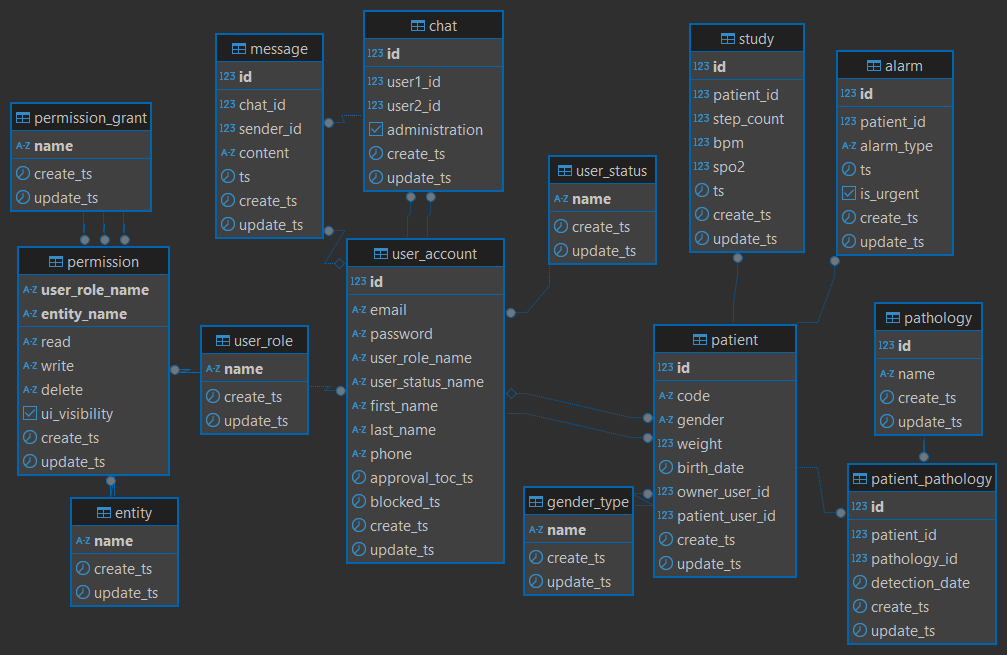 permission_grant
A-Z name
create_ts
update_ts
permission
A-Z user_role_name
A-Z entity_name
A-Z read
A-Z write
A-Z delete
ui_visibility
create_ts
update_ts
entity
A-Z name
create_ts
update_ts
message
123 id
123 chat_id
123 sender_id
A-Z content
ts
create_ts
update_ts
user_role
A-Z name
create_ts
update_ts
chat
123 id
123 user1_id
123 user2_id
administration
create_ts
update_ts
user_account
123 id
A-Z email
A-Z password
A-Z user_role_name
A-Z user_status_name
A-Z first_name
A-Z last_name
A-Z phone
approval_toc_ts
blocked_ts
create_ts
update_ts
user_status
A-Z name
create_ts
update_ts
gender_type
A-Z name
create_ts
update_ts
study
123 id
123 patient_id
123 step_count
123 bpm
123 spo2
ts
create_ts
update_ts
patient
123 id
A-Z code
A-Z gender
123 weight
birth_date
123 owner_user_id
123 patient_user_id
create_ts
update_ts
alarm
123 id
123 patient_id
A-Z alarm_type
ts
is_urgent
create_ts
update_ts
pathology
123 id
A-Z name
create_ts
update_ts
patient_pathology
123 id
123 patient_id
123 pathology_id
detection_date
create_ts
update_ts